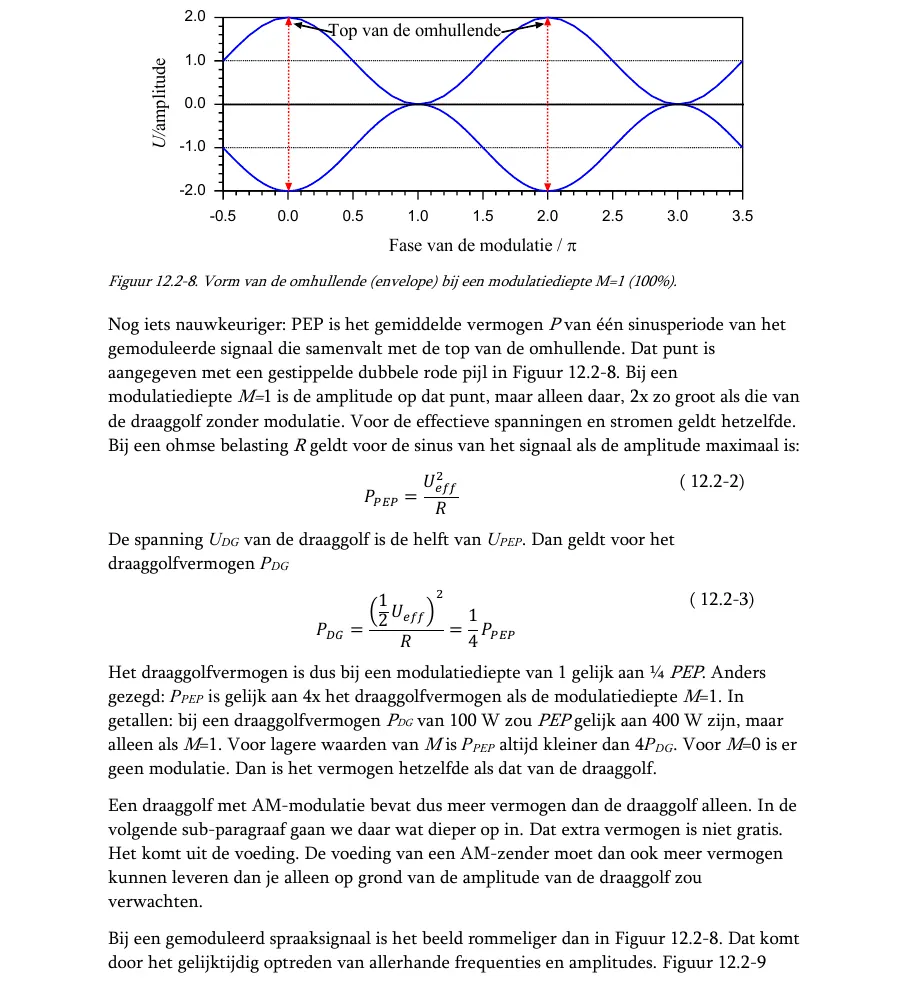 2.0
Top van de omhullende
1.0
0.0
-1.0
-2.0
U/amplitude
-0.5 0.0 0.5 1.0 1.5 2.0 2.5 3.0 3.5
Fase van de modulatie / π
Figuur 12.2-8. Vorm van de omhullende (envelope) bij een modulatiediepte M=1 (100%).
Nog iets nauwkeuriger: PEP is het gemiddelde vermogen P van één sinusperiode van het
gemoduleerde signaal die samenvalt met de top van de omhullende. Dat punt is
aangegeven met een gestippelde dubbele rode pijl in Figuur 12.2-8. Bij een
modulatiediepte M=1 is de amplitude op dat punt, maar alleen daar, 2x zo groot als die van
de draaggolf zonder modulatie. Voor de effectieve spanningen en stromen geldt hetzelfde.
Bij een ohmse belasting R geldt voor de sinus van het signaal als de amplitude maximaal is:
P_PEP = U_eff^2 / R ( 12.2-2)
De spanning U_DG van de draaggolf is de helft van U_PEP. Dan geldt voor het
draaggolfvermogen P_DG
P_DG = (1/2 U_eff)^2 / R = 1/4 P_PEP ( 12.2-3)
Het draaggolfvermogen is dus bij een modulatiediepte van 1 gelijk aan ¼ PEP. Anders
gezegd: P_PEP is gelijk aan 4x het draaggolfvermogen als de modulatiediepte M=1. In
getallen: bij een draaggolfvermogen P_DG van 100 W zou PEP gelijk aan 400 W zijn, maar
alleen als M=1. Voor lagere waarden van M is P_PEP altijd kleiner dan 4P_DG. Voor M=0 is er
geen modulatie. Dan is het vermogen hetzelfde als dat van de draaggolf.
Een draaggolf met AM-modulatie bevat dus meer vermogen dan de draaggolf alleen. In de
volgende sub-paragraaf gaan we daar wat dieper op in. Dat extra vermogen is niet gratis.
Het komt uit de voeding. De voeding van een AM-zender moet dan ook meer vermogen
kunnen leveren dan je alleen op grond van de amplitude van de draaggolf zou
verwachten.
Bij een gemoduleerd spraaksignaal is het beeld rommeliger dan in Figuur 12.2-8. Dat komt
door het gelijktijdig optreden van allerhande frequenties en amplitudes. Figuur 12.2-9